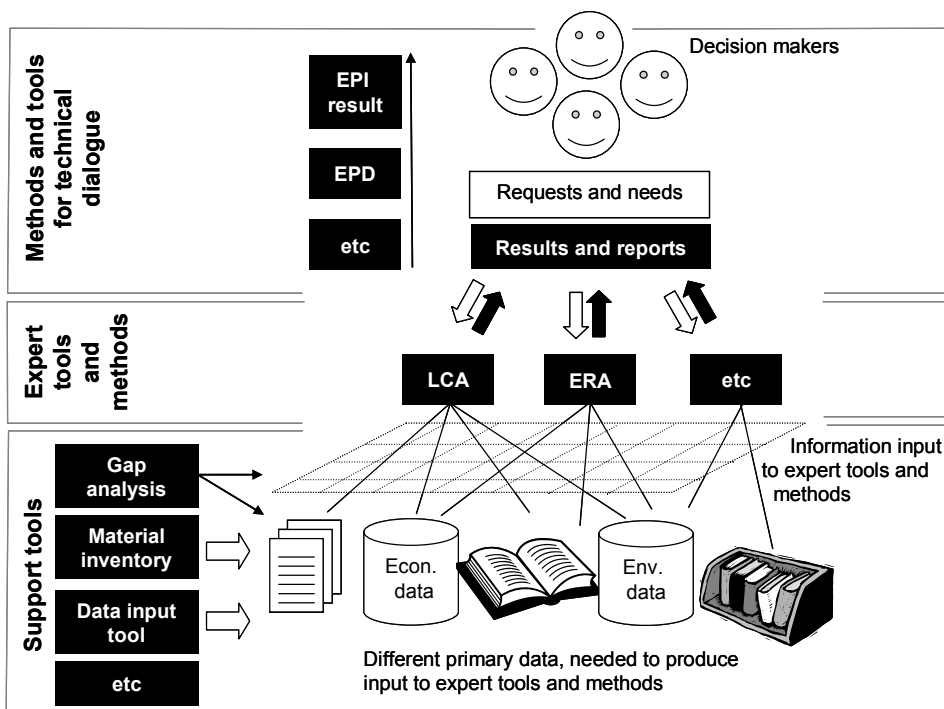 Methods and tools
for technical
dialogue
EPI
result
EPD
etc
Decision makers
Requests and needs
Results and reports
Expert
tools
and
methods
LCA
ERA
etc
Support tools
Gap
analysis
Material
inventory
Data input
tool
etc
Information input
to expert tools and
methods
Econ.
data
Env.
data
Different primary data, needed to produce
input to expert tools and methods